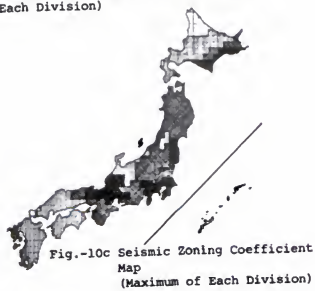 Each Division)
Fig.-10c Seismic Zoning Coefficient
Map
(Maximum of Each Division)